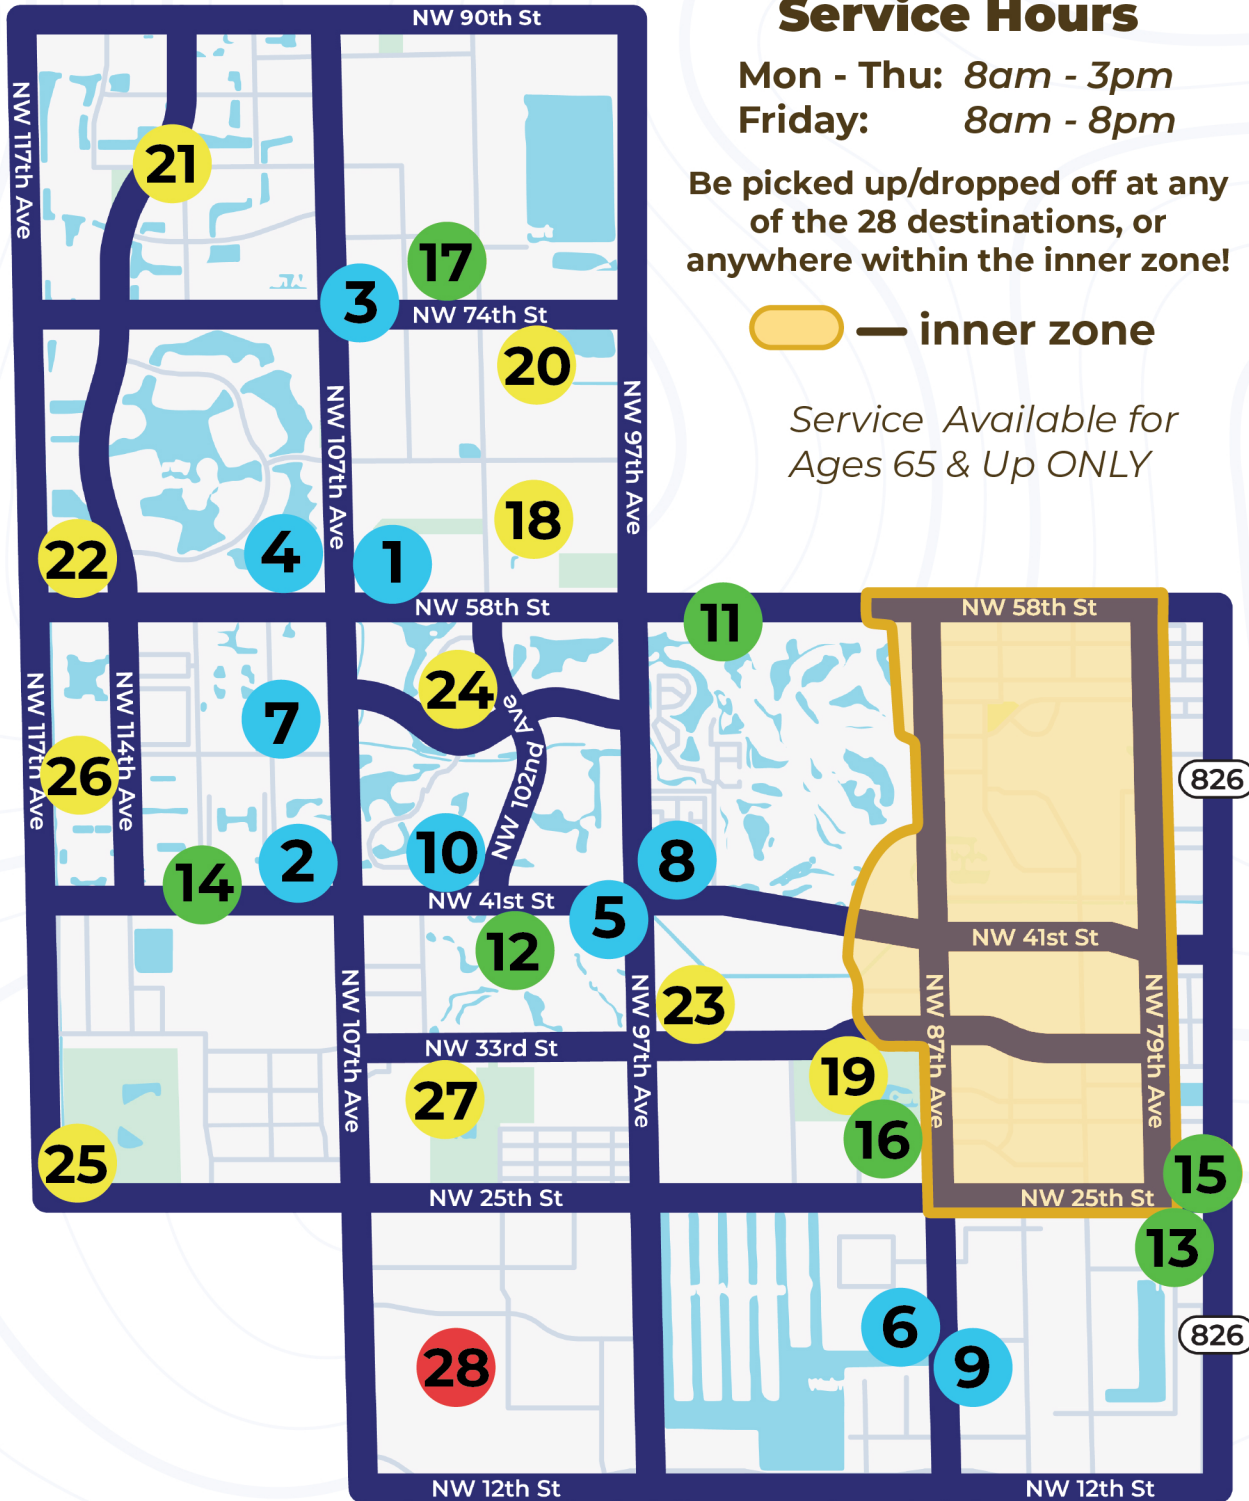 Service Hours
Mon - Thu: 8am - 3pm
Friday: 8am - 8pm
Be picked up/dropped off at any
of the 28 destinations, or
anywhere within the inner zone!
inner zone
Service Available for
Ages 65 & Up ONLY
NW 90th St
NW 117th Ave
21
17
3
NW 74th St
20
NW 107th Ave
NW 97th Ave
18
22
4
1
NW 58th St
11
NW 58th St
24
NW 117th Ave
NW 114th Ave
7
NW 102nd Ave
26
826
2
10
8
14
NW 41st St
5
12
NW 41st St
NW 107th Ave
NW 97th Ave
23
NW 87th Ave
NW 79th Ave
NW 33rd St
19
27
16
25
15
NW 25th St
NW 25th St
13
6
826
28
9
NW 12th St
NW 12th St